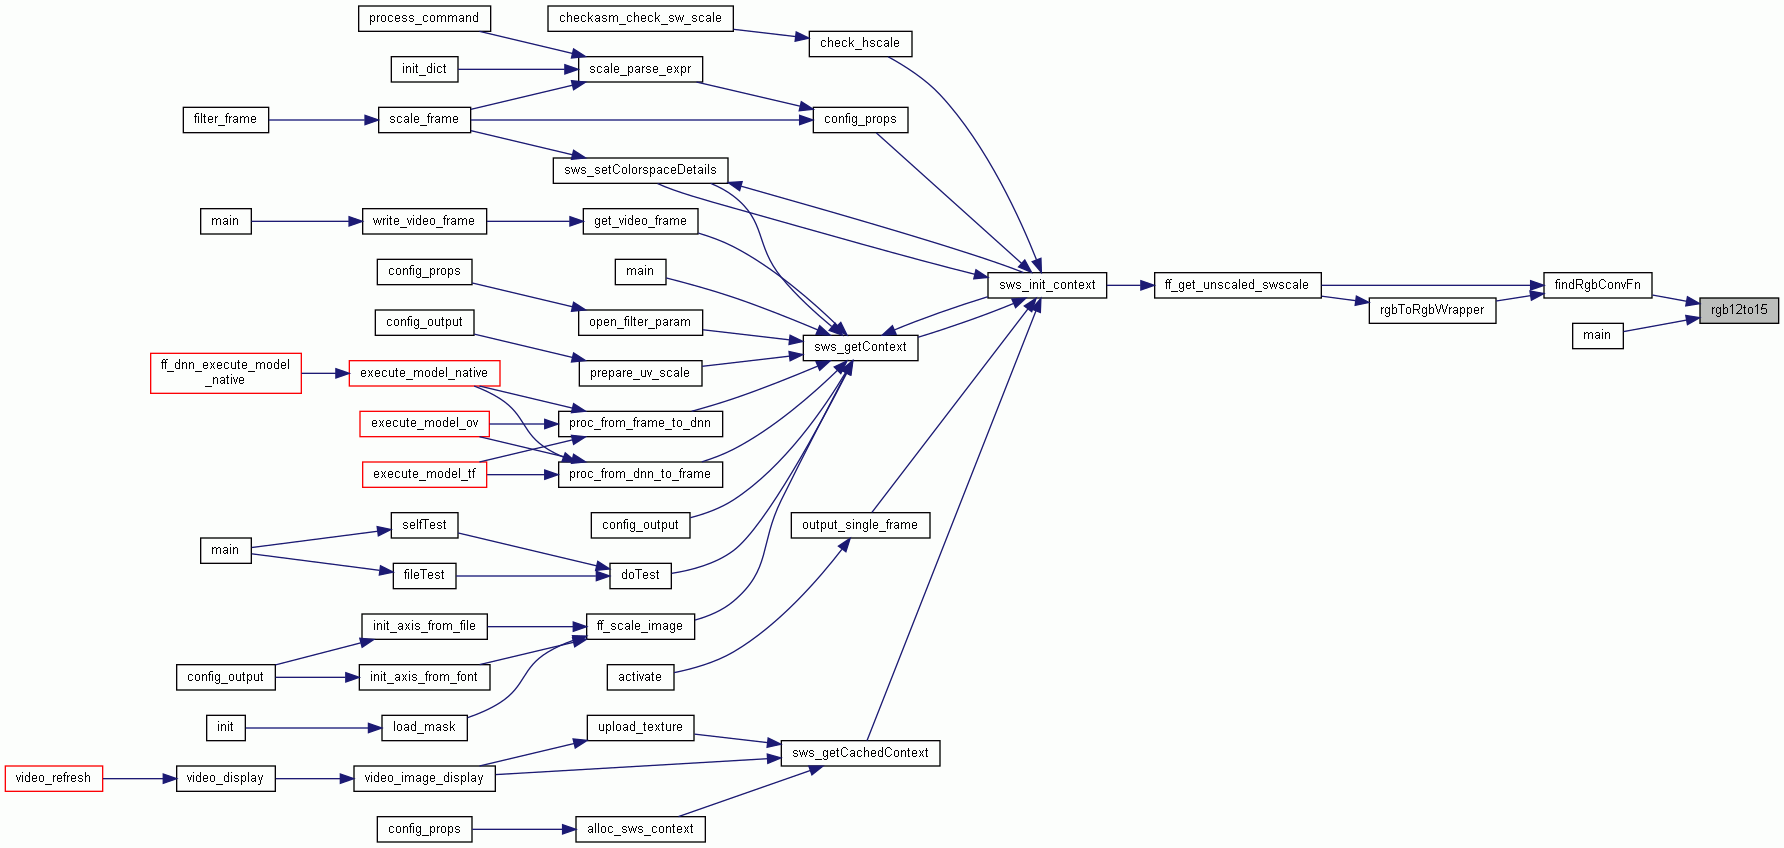 process_command
checkasm_check_sw_scale
check_hscale
init_dict
scale_parse_expr
filter_frame
scale_frame
config_props
sws_setColorspaceDetails
main
write_video_frame
get_video_frame
config_props
main
sws_init_context
ff_get_unscaled_swscale
findRgbConvFn
rgbToRgbWrapper
rgb12to15
main
config_output
open_filter_param
sws_getContext
prepare_uv_scale
ff_dnn_execute_model
_native
execute_model_native
execute_model_ov
proc_from_frame_to_dnn
execute_model_tf
proc_from_dnn_to_frame
selfTest
config_output
output_single_frame
main
fileTest
doTest
init_axis_from_file
ff_scale_image
config_output
init_axis_from_font
activate
init
load_mask
upload_texture
sws_getCachedContext
video_refresh
video_display
video_image_display
config_props
alloc_sws_context